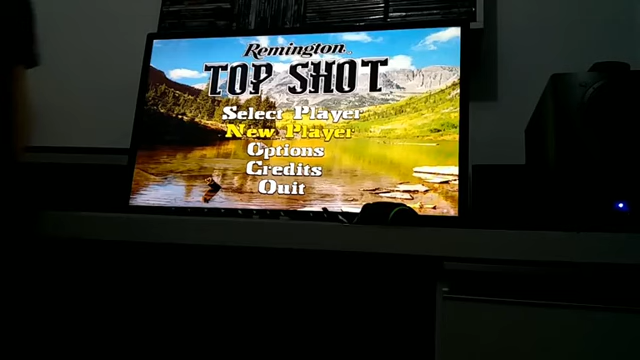 Remington
TOP SHOT
Select Player
New Player
Options
Credits
Quit